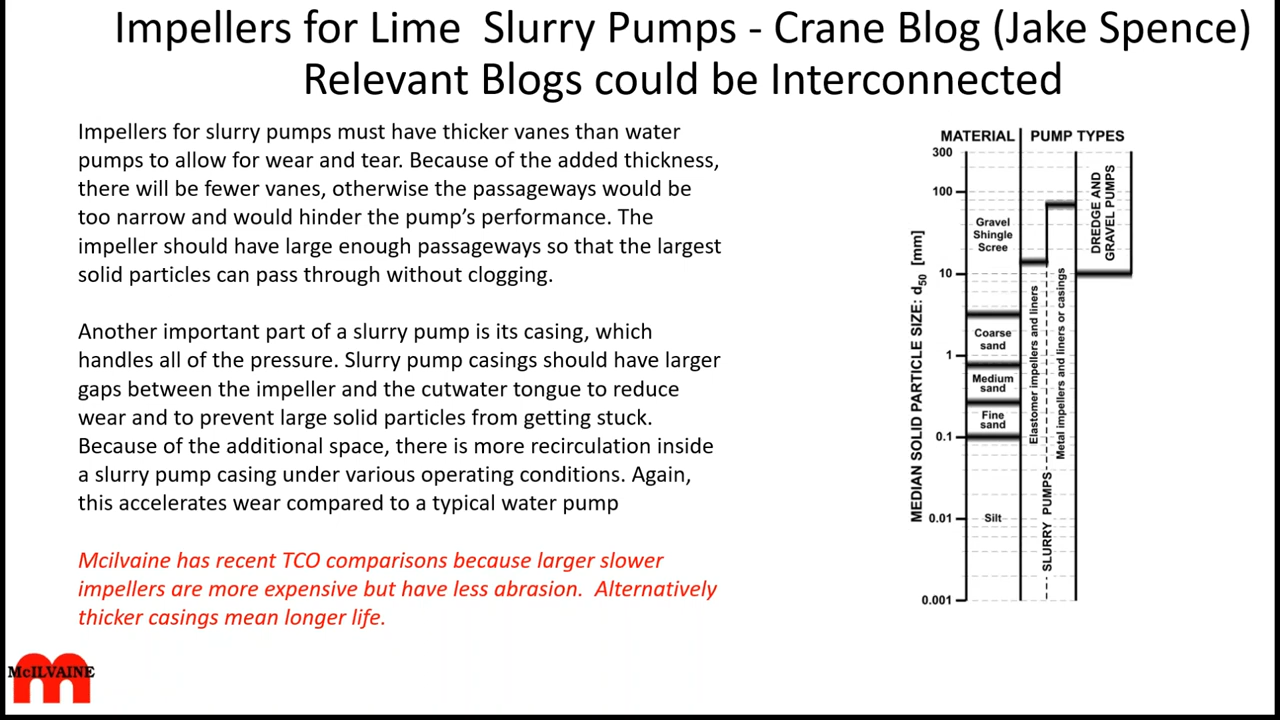 Impellers for Lime  Slurry Pumps - Crane Blog (Jake Spence)
Relevant Blogs could be Interconnected
Impellers for slurry pumps must have thicker vanes than water
pumps to allow for wear and tear. Because of the added thickness,
there will be fewer vanes, otherwise the passageways would be
too narrow and would hinder the pump’s performance. The
impeller should have large enough passageways so that the largest
solid particles can pass through without clogging.
Another important part of a slurry pump is its casing, which
handles all of the pressure. Slurry pump casings should have larger
gaps between the impeller and the cutwater tongue to reduce
wear and to prevent large solid particles from getting stuck.
Because of the additional space, there is more recirculation inside
a slurry pump casing under various operating conditions. Again,
this accelerates wear compared to a typical water pump
Mcilvaine has recent TCO comparisons because larger slower
impellers are more expensive but have less abrasion.  Alternatively
thicker casings mean longer life.
McILVAINE
MATERIAL
PUMP TYPES
MEDIAN SOLID PARTICLE SIZE: d50 [mm]
300
100
10
1
0.1
0.01
0.001
Gravel
Shingle
Scree
Coarse
sand
Medium
sand
Fine
sand
Silt
Elastomer impellers and liners
SLURRY PUMPS
Metal impellers and liners or casings
DREDGE AND
GRAVEL PUMPS